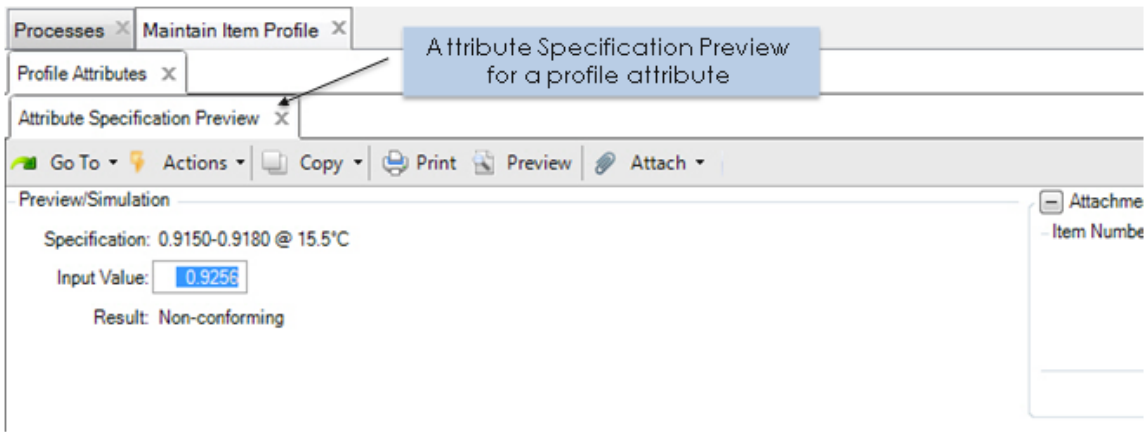 Processes
Maintain Item Profile
Attribute Specification Preview
for a profile attribute
Profile Attributes
Attribute Specification Preview
Go To Actions Copy Print Preview Attach
Preview/Simulation
Attachme
Specification: 0.9150-0.9180 @ 15.5°C
Item Numbe
Input Value: 0.9256
Result: Non-conforming